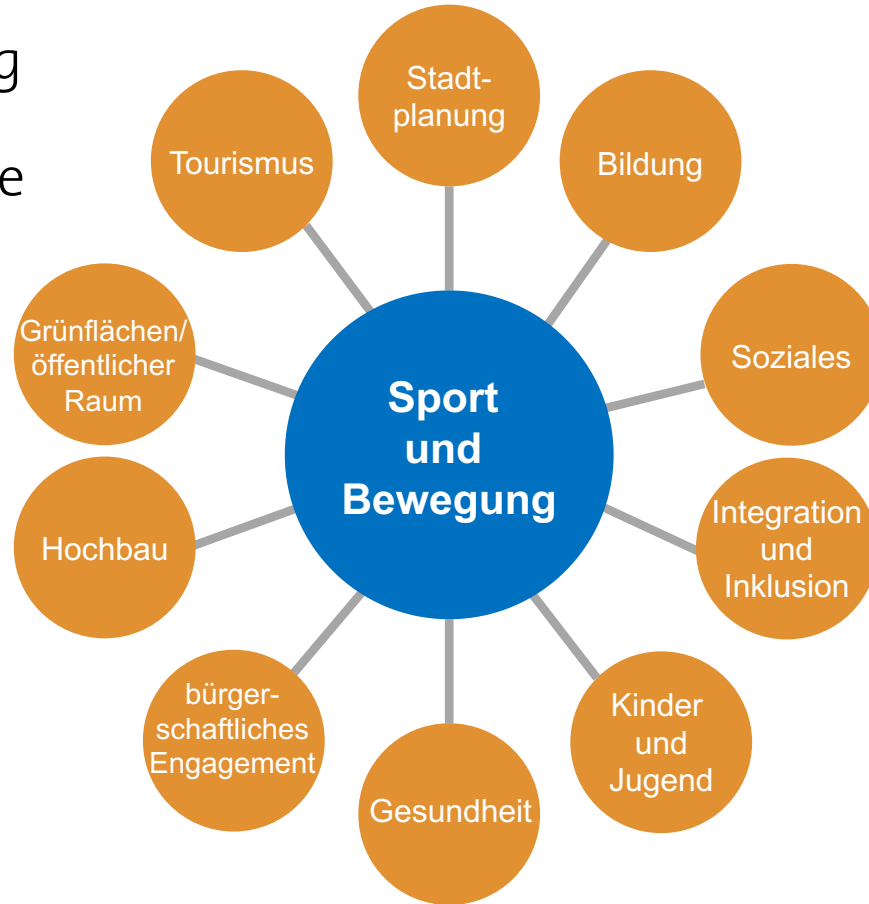 g
e
Stadt-
planung
Bildung
Soziales
Integration
und
Inklusion
Kinder
und
Jugend
Gesundheit
bürger-
schaftliches
Engagement
Hochbau
Grünflächen/
öffentlicher
Raum
Tourismus
Sport
und
Bewegung